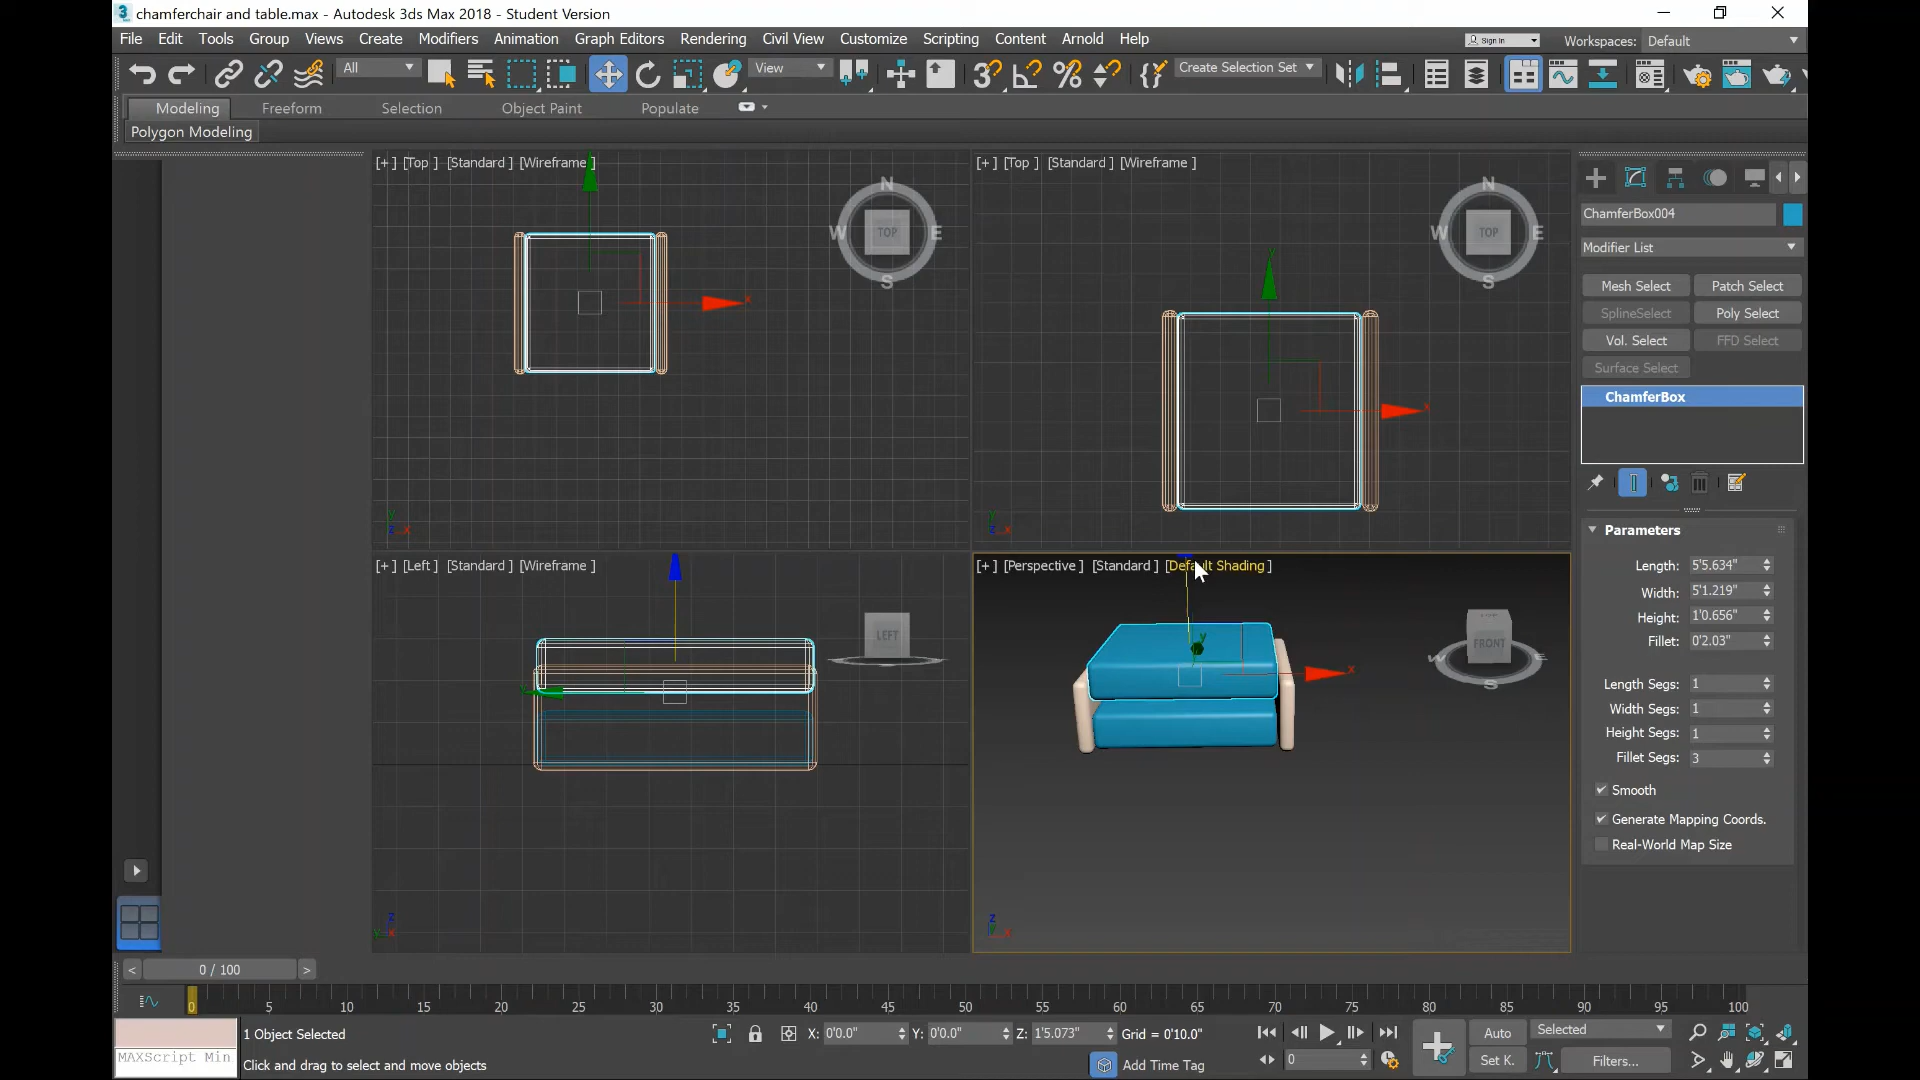 chamferchair and table.max - Autodesk 3ds Max 2018 - Student Version
File Edit Tools Group Views Create Modifiers Animation Graph Editors Rendering Civil View Customize Scripting Content Arnold Help
Sign In Workspaces: Default
All View Create Selection Set
Modeling Freeform Selection Object Paint Populate
Polygon Modeling
[+] [Top] [Standard] [Wireframe]
N W TOP E S
x
y z x
[+] [Top] [Standard] [Wireframe]
N W TOP E S
y x
y z x
[+] [Left] [Standard] [Wireframe]
LEFT
y
z y x
[+] [Perspective] [Standard] [Default Shading]
TOP
FRONT
W E S
y x
z y x
ChamferBox004
Modifier List
Mesh Select Patch Select
SplineSelect Poly Select
Vol. Select FFD Select
Surface Select
ChamferBox
Parameters
Length: 5'5.634"
Width: 5'1.219"
Height: 1'0.656"
Fillet: 0'2.03"
Length Segs: 1
Width Segs: 1
Height Segs: 1
Fillet Segs: 3
Smooth
Generate Mapping Coords.
Real-World Map Size
< 0 / 100 >
0 5 10 15 20 25 30 35 40 45 50 55 60 65 70 75 80 85 90 95 100
1 Object Selected X: 0'0.0" Y: 0'0.0" Z: 1'5.073" Grid = 0'10.0" Auto Selected
MAXScript Min Click and drag to select and move objects Add Time Tag 0 Set K. Filters...